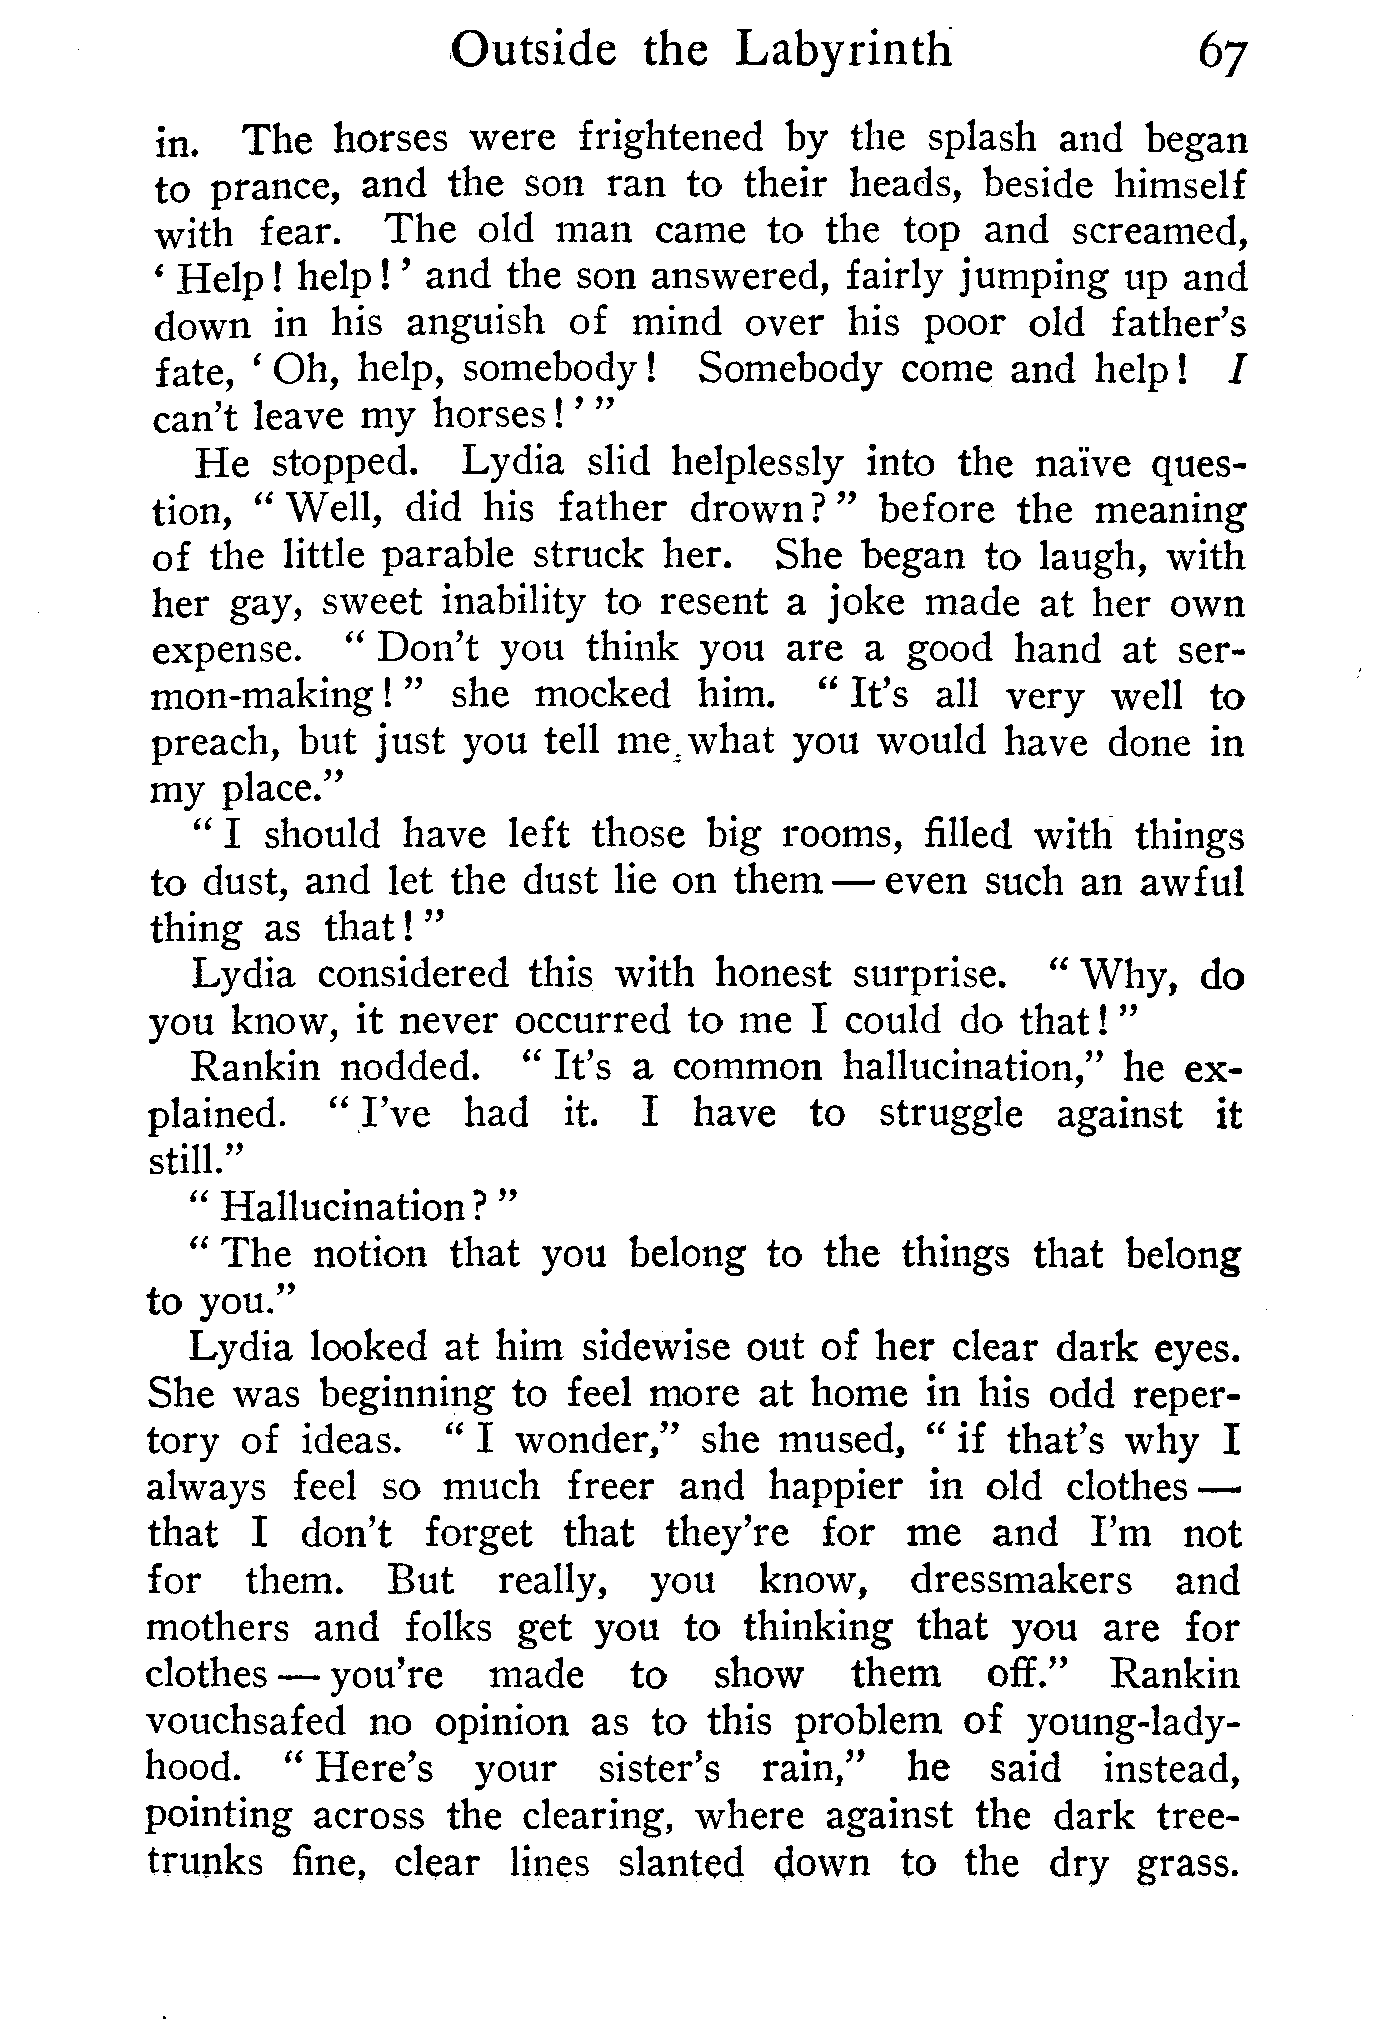 Outside the Labyrinth 67
in. The horses were frightened by the splash and began
to prance, and the son ran to their heads, beside himself
with fear. The old man came to the top and screamed,
‘ Help! help!’ and the son answered, fairly jumping up and
down in his anguish of mind over his poor old father’s
fate, ‘ Oh, help, somebody! Somebody come and help! I
can’t leave my horses!’”
He stopped. Lydia slid helplessly into the naïve ques-
tion, “ Well, did his father drown?” before the meaning
of the little parable struck her. She began to laugh, with
her gay, sweet inability to resent a joke made at her own
expense. “ Don’t you think you are a good hand at ser-
mon-making!” she mocked him. “ It’s all very well to
preach, but just you tell me what you would have done in
my place.”
“ I should have left those big rooms, filled with things
to dust, and let the dust lie on them — even such an awful
thing as that!”
Lydia considered this with honest surprise. “ Why, do
you know, it never occurred to me I could do that!”
Rankin nodded. “ It’s a common hallucination,” he ex-
plained. “ I’ve had it. I have to struggle against it
still.”
“ Hallucination?”
“ The notion that you belong to the things that belong
to you.”
Lydia looked at him sidewise out of her clear dark eyes.
She was beginning to feel more at home in his odd reper-
tory of ideas. “ I wonder,” she mused, “ if that’s why I
always feel so much freer and happier in old clothes —
that I don’t forget that they’re for me and I’m not
for them. But really, you know, dressmakers and
mothers and folks get you to thinking that you are for
clothes — you’re made to show them off.” Rankin
vouchsafed no opinion as to this problem of young-lady-
hood. “ Here’s your sister’s rain,” he said instead,
pointing across the clearing, where against the dark tree-
trunks fine, clear lines slanted down to the dry grass.